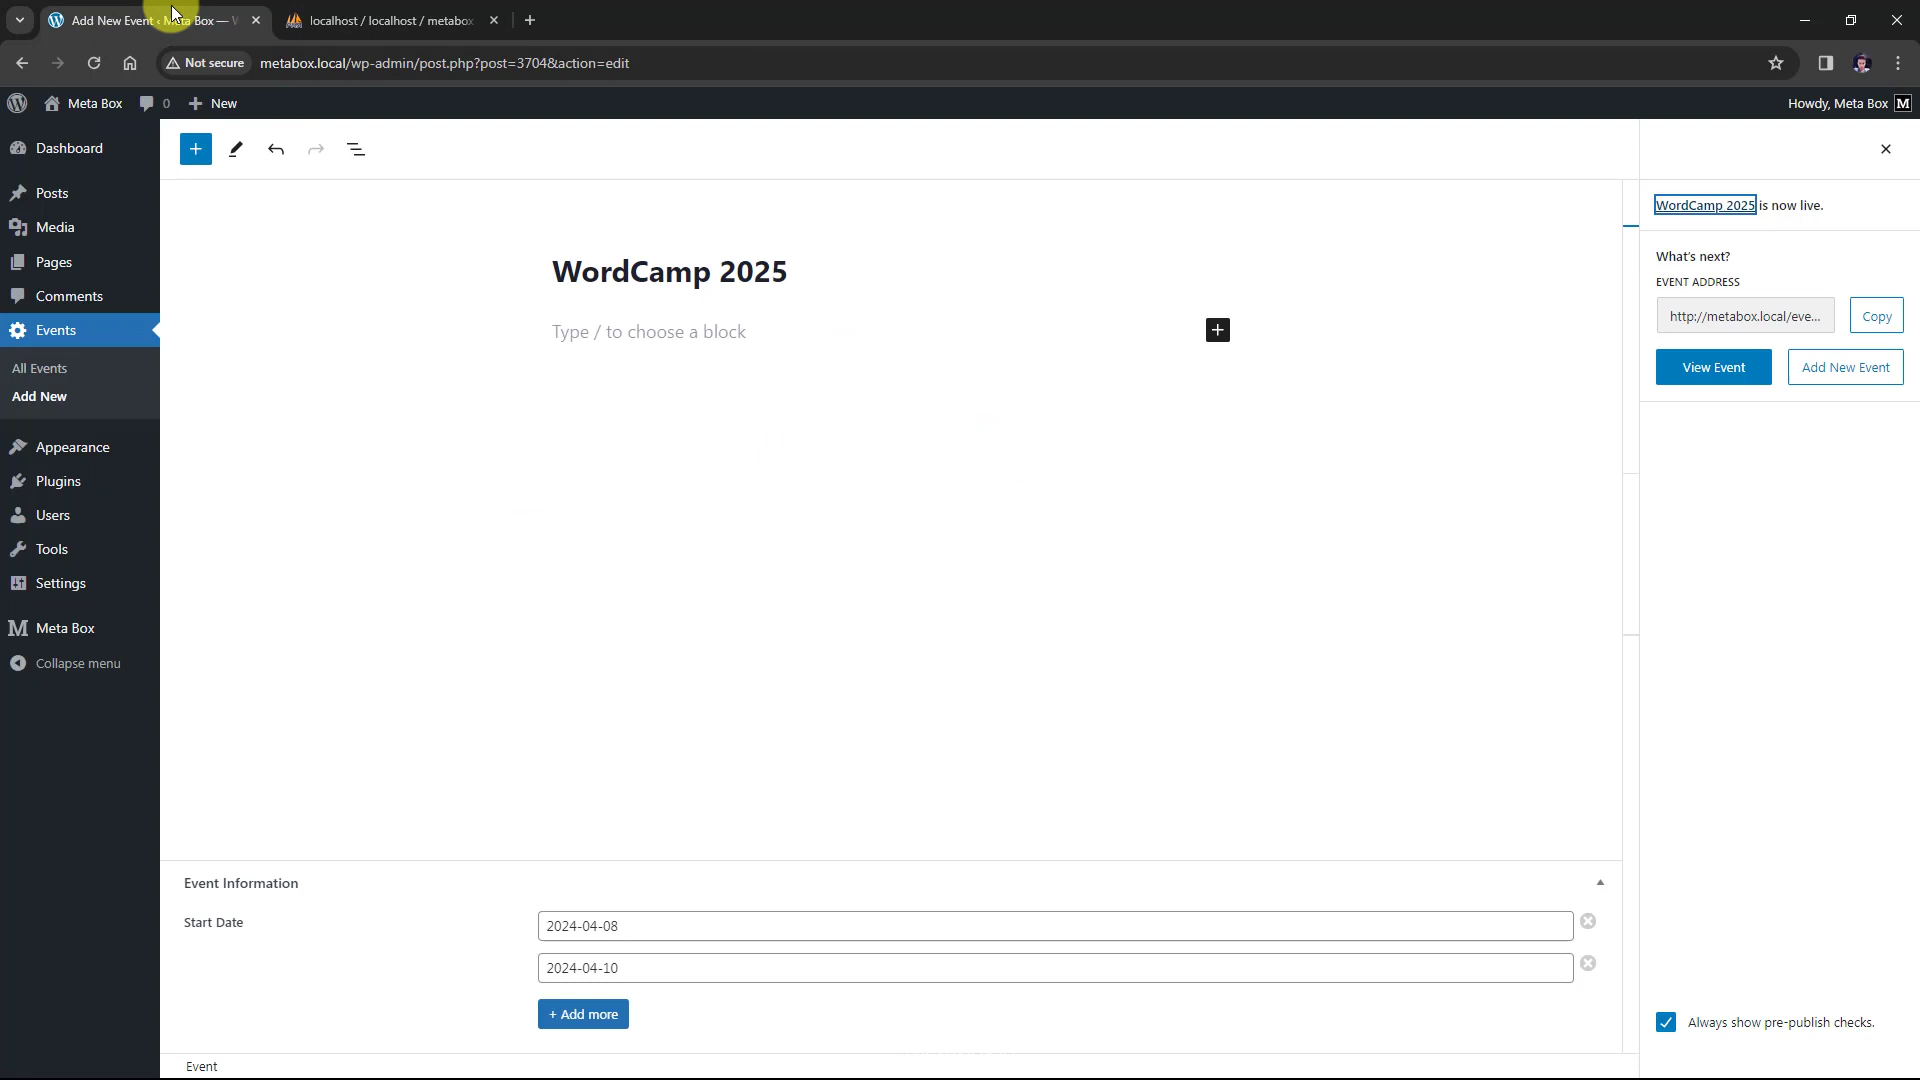 Add New Event ‹ Meta Box — W
localhost / localhost / metabox
Not secure
metabox.local/wp-admin/post.php?post=3704&action=edit
Meta Box
0
New
Howdy, Meta Box
M
Dashboard
Posts
Media
Pages
Comments
Events
All Events
Add New
Appearance
Plugins
Users
Tools
Settings
Meta Box
Collapse menu
WordCamp 2025
Type / to choose a block
WordCamp 2025 is now live.
What's next?
EVENT ADDRESS
http://metabox.local/eve...
Copy
View Event
Add New Event
Event Information
Start Date
2024-04-08
2024-04-10
+ Add more
Always show pre-publish checks.
Event